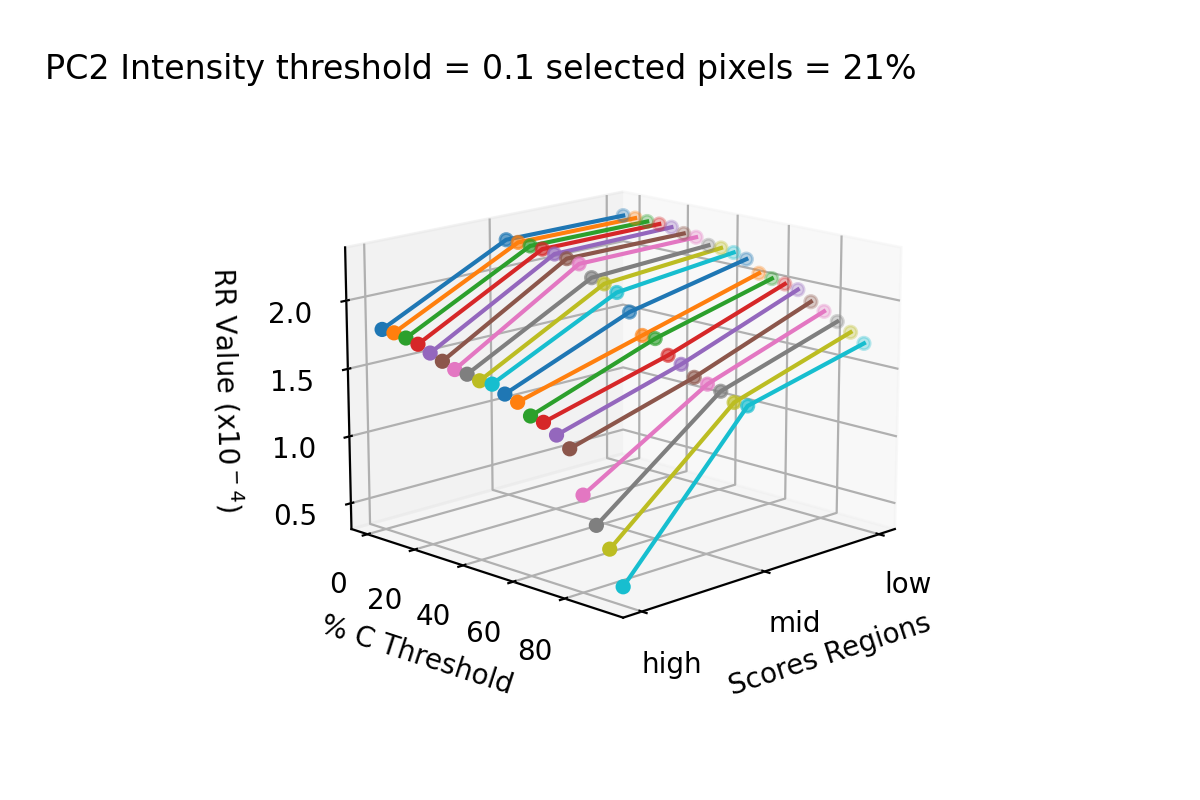 PC2 Intensity threshold = 0.1 selected pixels = 21%
RR Value (x10⁻⁴)
2.0
1.5
1.0
0.5
0
20
40
60
80
% C Threshold
high
mid
low
Scores Regions